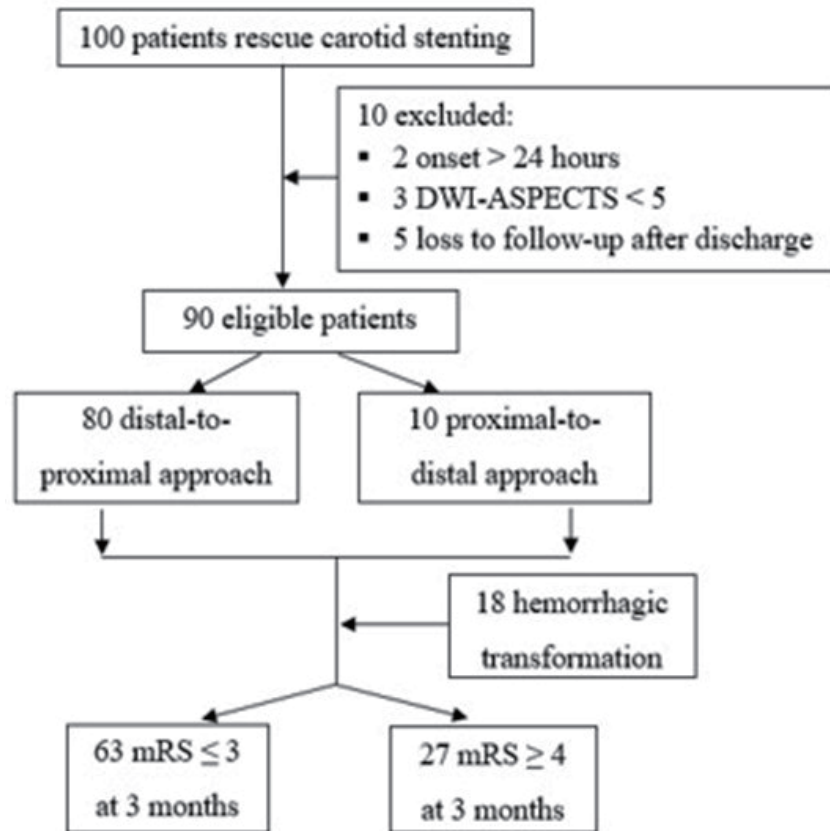 100 patients rescue carotid stenting
10 excluded:
▪ 2 onset > 24 hours
▪ 3 DWI-ASPECTS < 5
▪ 5 loss to follow-up after discharge
90 eligible patients
80 distal-to-
proximal approach
10 proximal-to-
distal approach
18 hemorrhagic
transformation
63 mRS ≤ 3
at 3 months
27 mRS ≥ 4
at 3 months